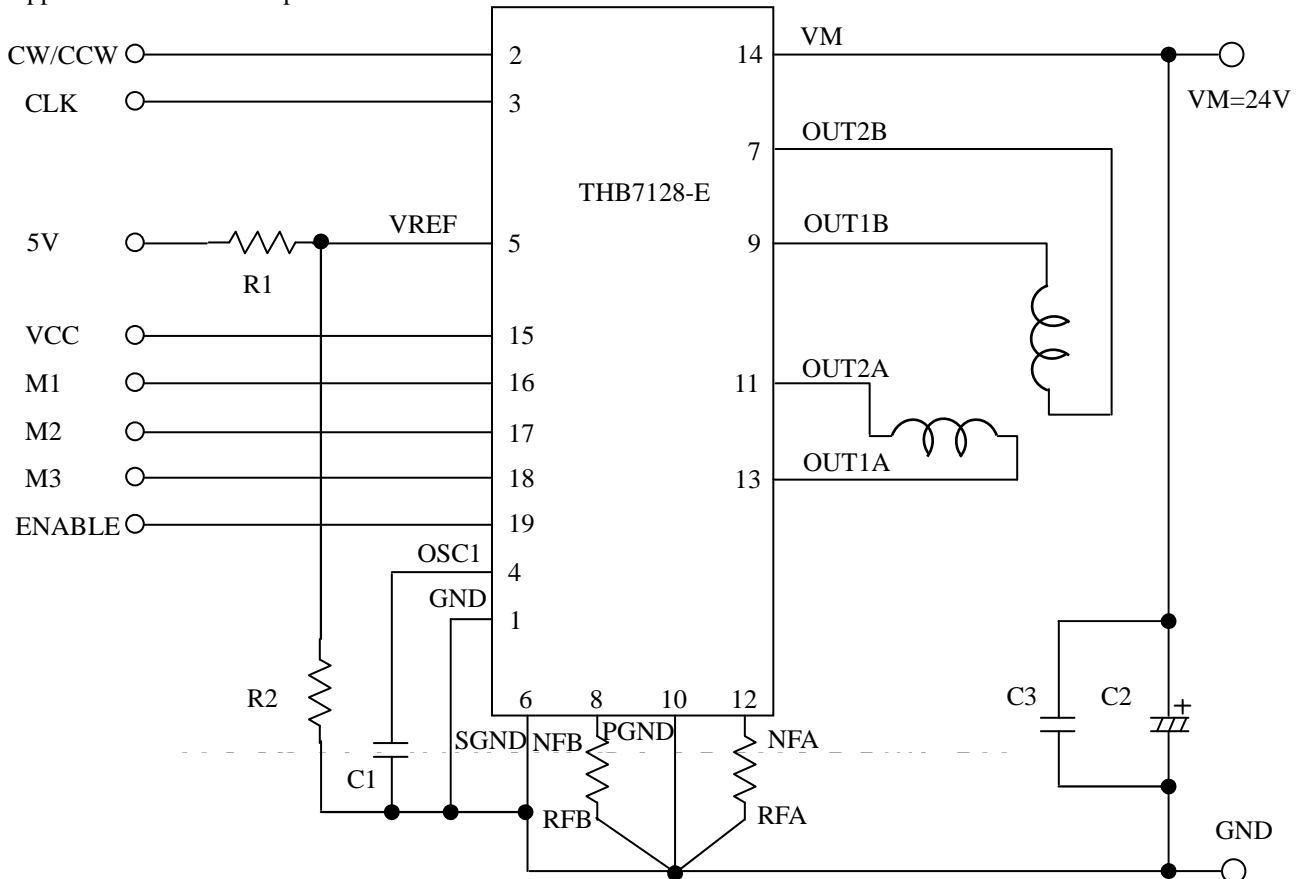 CW/CCW
2
14
VM
CLK
3
VM=24V
OUT2B
7
THB7128-E
5V
VREF
5
9
OUT1B
R1
VCC
15
M1
16
11
OUT2A
M2
17
M3
18
13
OUT1A
ENABLE
19
OSC1
4
GND
1
R2
6
8
10
12
C3
C2
+
SGND
NFB
PGND
NFA
C1
RFB
RFA
GND